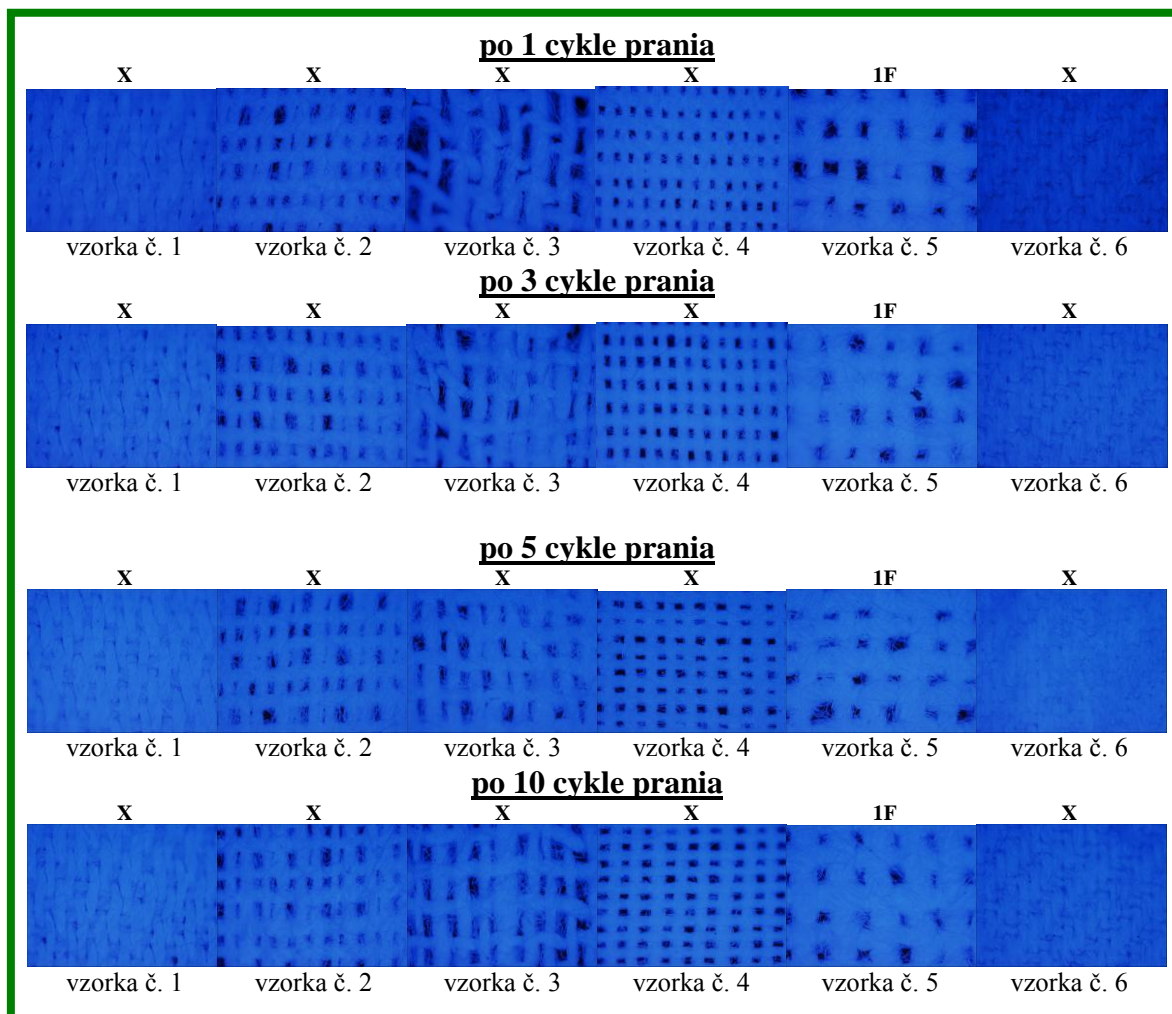 po 1 cykle prania
X X X X 1F X
vzorka č. 1 vzorka č. 2 vzorka č. 3 vzorka č. 4 vzorka č. 5 vzorka č. 6
po 3 cykle prania
X X X X 1F X
vzorka č. 1 vzorka č. 2 vzorka č. 3 vzorka č. 4 vzorka č. 5 vzorka č. 6
po 5 cykle prania
X X X X 1F X
vzorka č. 1 vzorka č. 2 vzorka č. 3 vzorka č. 4 vzorka č. 5 vzorka č. 6
po 10 cykle prania
X X X X 1F X
vzorka č. 1 vzorka č. 2 vzorka č. 3 vzorka č. 4 vzorka č. 5 vzorka č. 6